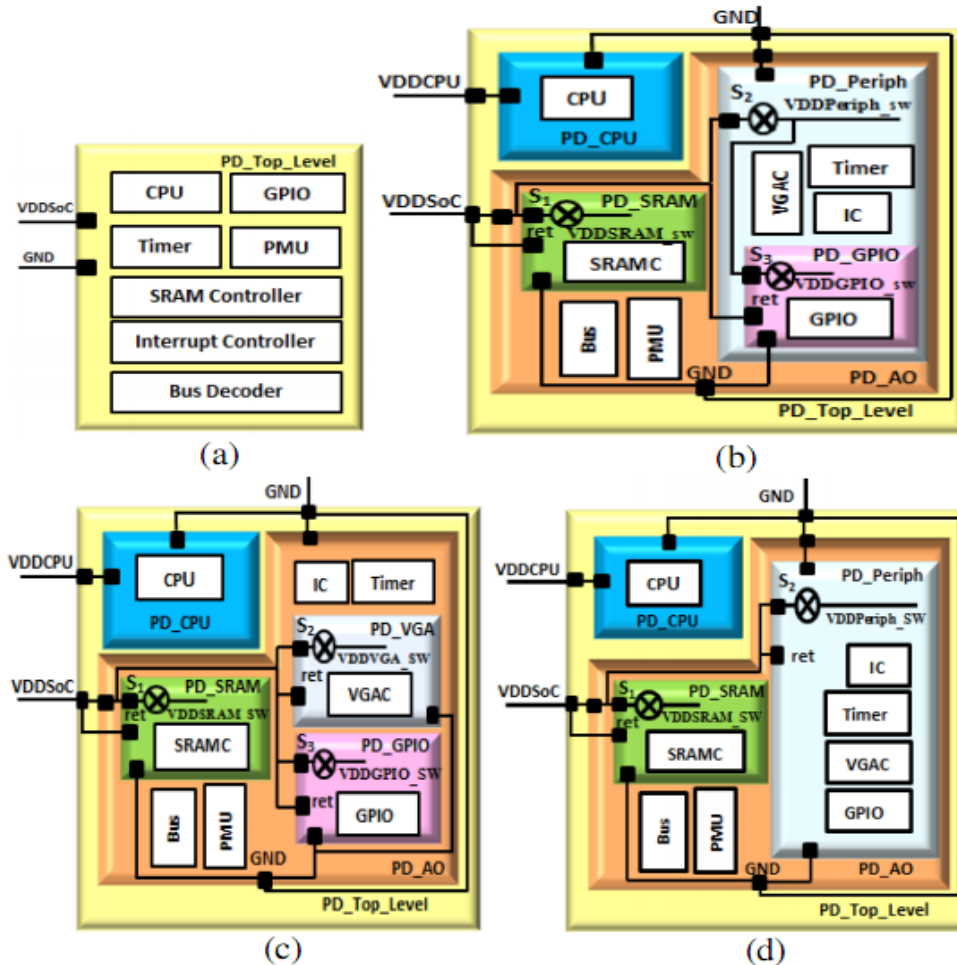 PD_Top_Level
CPU
GPIO
VDDSoC
Timer
PMU
GND
SRAM Controller
Interrupt Controller
Bus Decoder
(a)
GND
VDDCPU
CPU
PD_CPU
PD_Periph
S2
VDDPeriph_SW
VGAC
Timer
IC
VDDSoC
S1
PD_SRAM
ret
VDDSRAM_SW
SRAMC
S3
PD_GPIO
VDDGPIO_SW
ret
GPIO
Bus
PMU
GND
PD_AO
PD_Top_Level
(b)
GND
VDDCPU
CPU
PD_CPU
IC
Timer
S2
PD_VGA
VDDVGA_SW
ret
VGAC
VDDSoC
S1
PD_SRAM
ret
VDDSRAM_SW
SRAMC
S3
PD_GPIO
VDDGPIO_SW
ret
GPIO
Bus
PMU
GND
PD_AO
PD_Top_Level
(c)
GND
VDDCPU
CPU
PD_CPU
PD_Periph
S2
VDDPeriph_SW
ret
IC
Timer
VGAC
GPIO
VDDSoC
S1
PD_SRAM
ret
VDDSRAM_SW
SRAMC
Bus
PMU
GND
PD_AO
PD_Top_Level
(d)